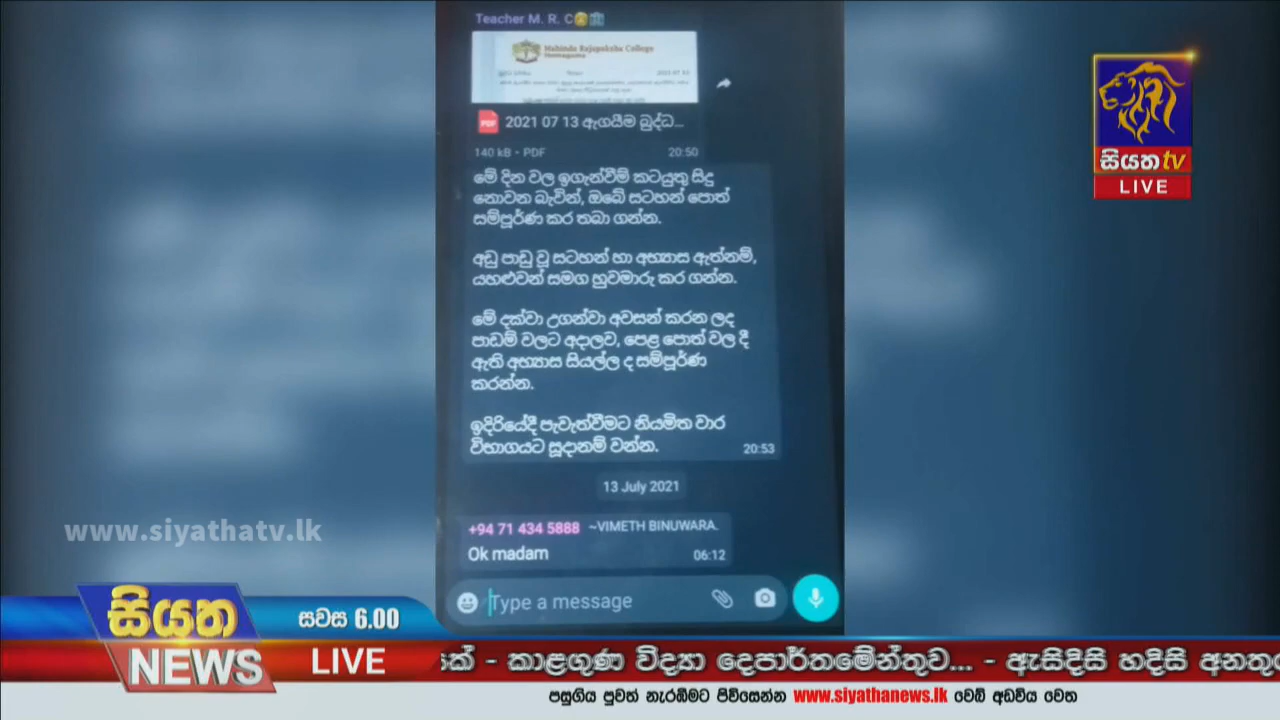 Teacher M. R. C
Mahinda Rajapaksha College
Homagama
2021 07 13 ඇගයීම බුද්ධ...
140 kB • PDF
20:50
මේ දින වල ඉගැන්වීම් කටයුතු සිදු
නොවන බැවින්, ඔබේ සටහන් පොත්
සම්පූර්ණ කර තබා ගන්න.
අඩු පාඩු වූ සටහන් හා අභ්‍යාස ඇත්නම්,
යහළුවන් සමග හුවමාරු කර ගන්න.
මේ දක්වා උගන්වා අවසන් කරන ලද
පාඩම් වලට අදාලව, පෙළ පොත් වල දී
ඇති අභ්‍යාස සියල්ල ද සම්පූර්ණ
කරන්න.
ඉදිරියේදී පැවැත්වීමට නියමිත වාර
විභාගයට සූදානම් වන්න.
20:53
13 July 2021
+94 71 434 5888 ~VIMETH BINUWARA.
Ok madam
06:12
Type a message
සියත tv
LIVE
www.siyathatv.lk
සියත
NEWS
සවස 6.00
LIVE
- කාළගුණ විද්‍යා දෙපාර්තමේන්තුව... - ඇසිදිසි හදිසි අනතුර
පසුගිය පුවත් නැරඹීමට පිවිසෙන්න www.siyathanews.lk වෙබ් අඩවිය වෙත